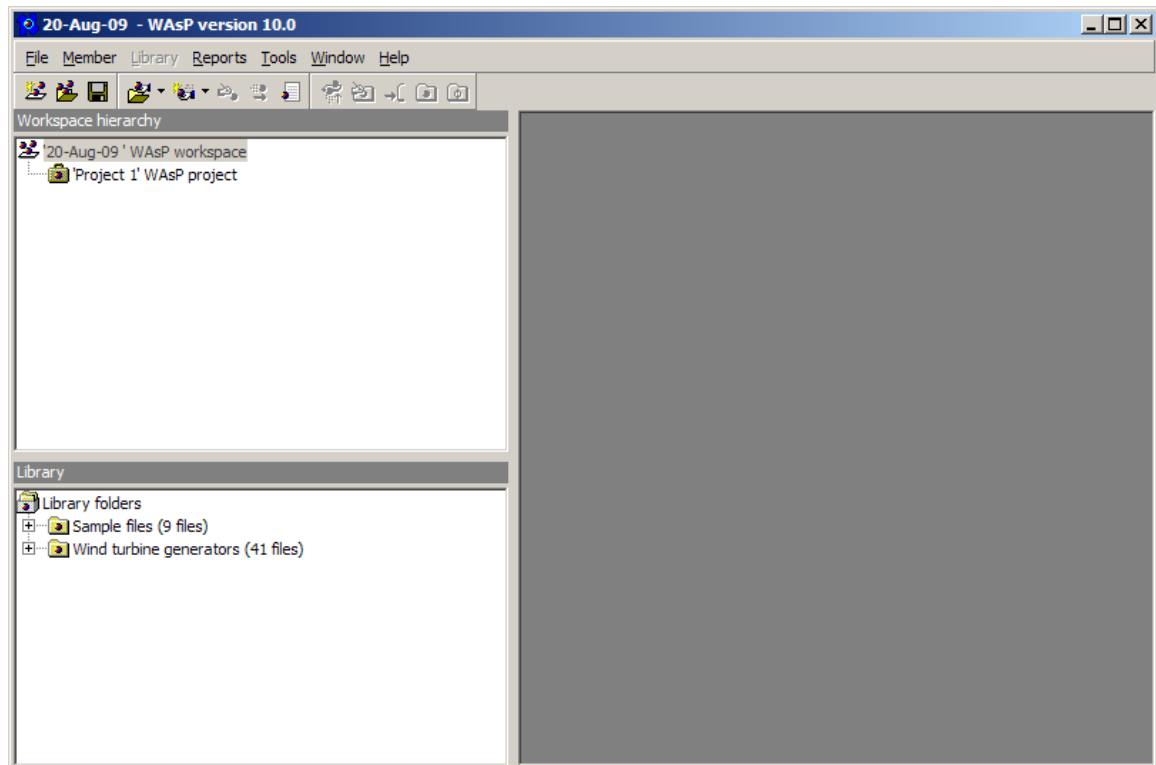 20-Aug-09 - WAsP version 10.0
File Member Library Reports Tools Window Help
Workspace hierarchy
'20-Aug-09 ' WAsP workspace
'Project 1' WAsP project
Library
Library folders
Sample files (9 files)
Wind turbine generators (41 files)